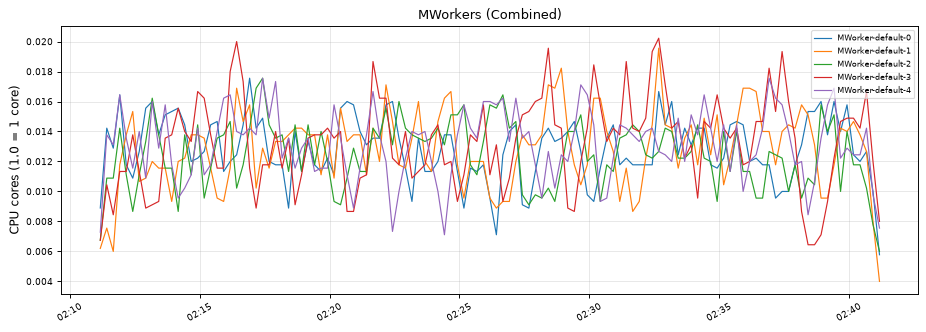 MWorkers (Combined)
CPU cores (1.0 = 1 core)
0.020
0.018
0.016
0.014
0.012
0.010
0.008
0.006
0.004
02:10
02:15
02:20
02:25
02:30
02:35
02:40
MWorker-default-0
MWorker-default-1
MWorker-default-2
MWorker-default-3
MWorker-default-4